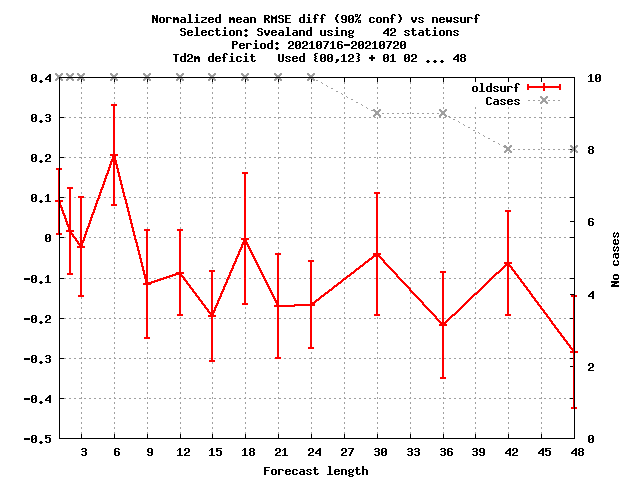 Normalized mean RMSE diff (90% conf) vs newsurf
Selection: Svealand using    42 stations
Period: 20210716-20210720
Td2m deficit   Used {00,12} + 01 02 ... 48
oldsurf
Cases
0.4
0.3
0.2
0.1
0
-0.1
-0.2
-0.3
-0.4
-0.5
10
8
6
4
2
0
No cases
3 6 9 12 15 18 21 24 27 30 33 36 39 42 45 48
Forecast length